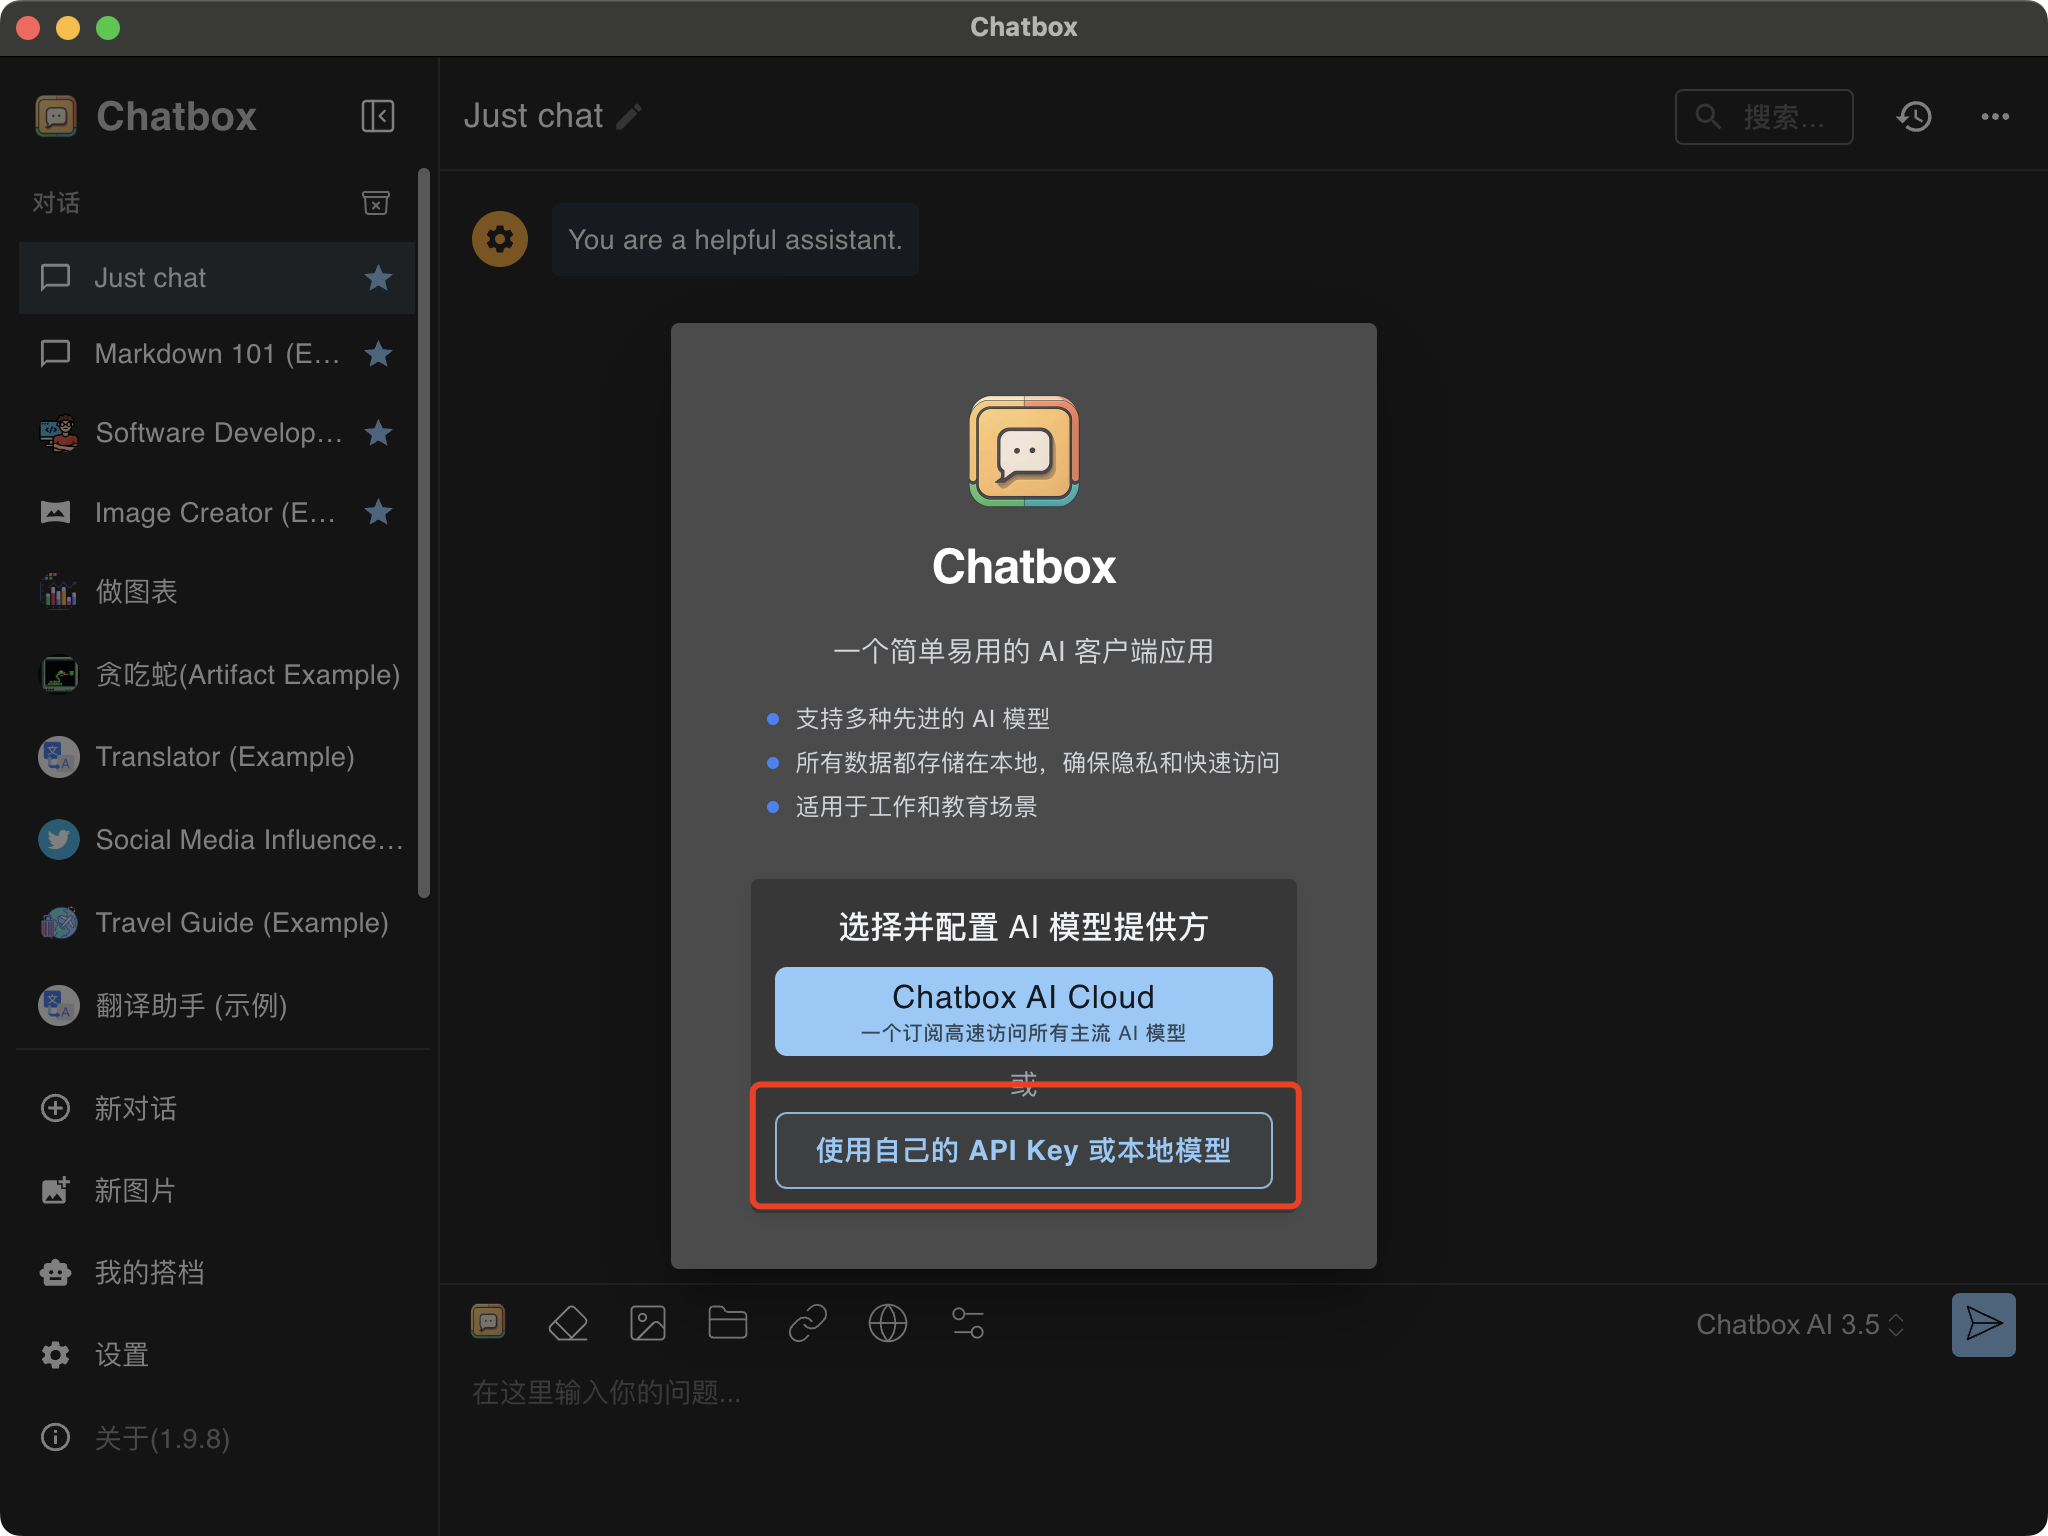 Chatbox
Chatbox
对话
Just chat
Markdown 101 (E...
Software Develop...
Image Creator (E...
做图表
贪吃蛇(Artifact Example)
Translator (Example)
Social Media Influence...
Travel Guide (Example)
翻译助手 (示例)
新对话
新图片
我的搭档
设置
关于(1.9.8)
Just chat
搜索...
You are a helpful assistant.
Chatbox
一个简单易用的 AI 客户端应用
支持多种先进的 AI 模型
所有数据都存储在本地，确保隐私和快速访问
适用于工作和教育场景
选择并配置 AI 模型提供方
Chatbox AI Cloud
一个订阅高速访问所有主流 AI 模型
或
使用自己的 API Key 或本地模型
Chatbox AI 3.5
在这里输入你的问题...